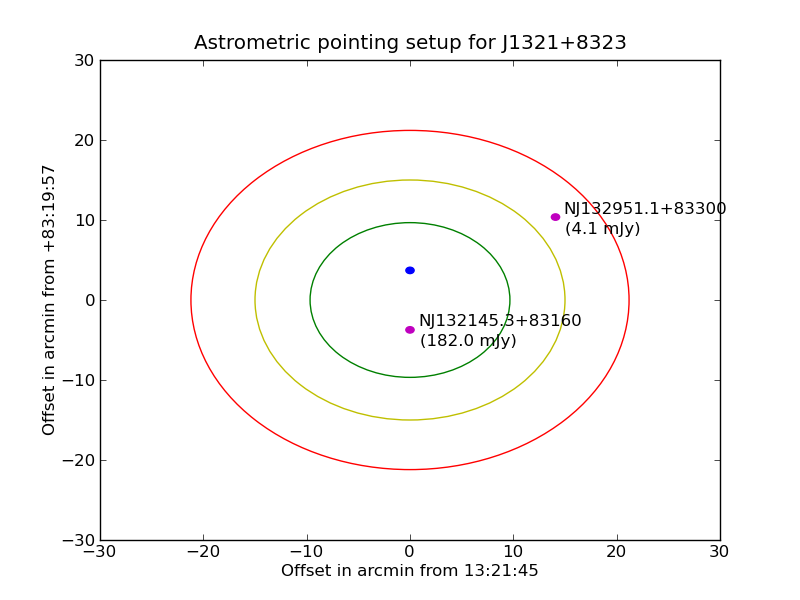 Astrometric pointing setup for J1321+8323
30
20
10
0
−10
−20
−30
Offset in arcmin from +83:19:57
NJ132951.1+83300
(4.1 mJy)
NJ132145.3+83160
(182.0 mJy)
−30
−20
−10
0
10
20
30
Offset in arcmin from 13:21:45